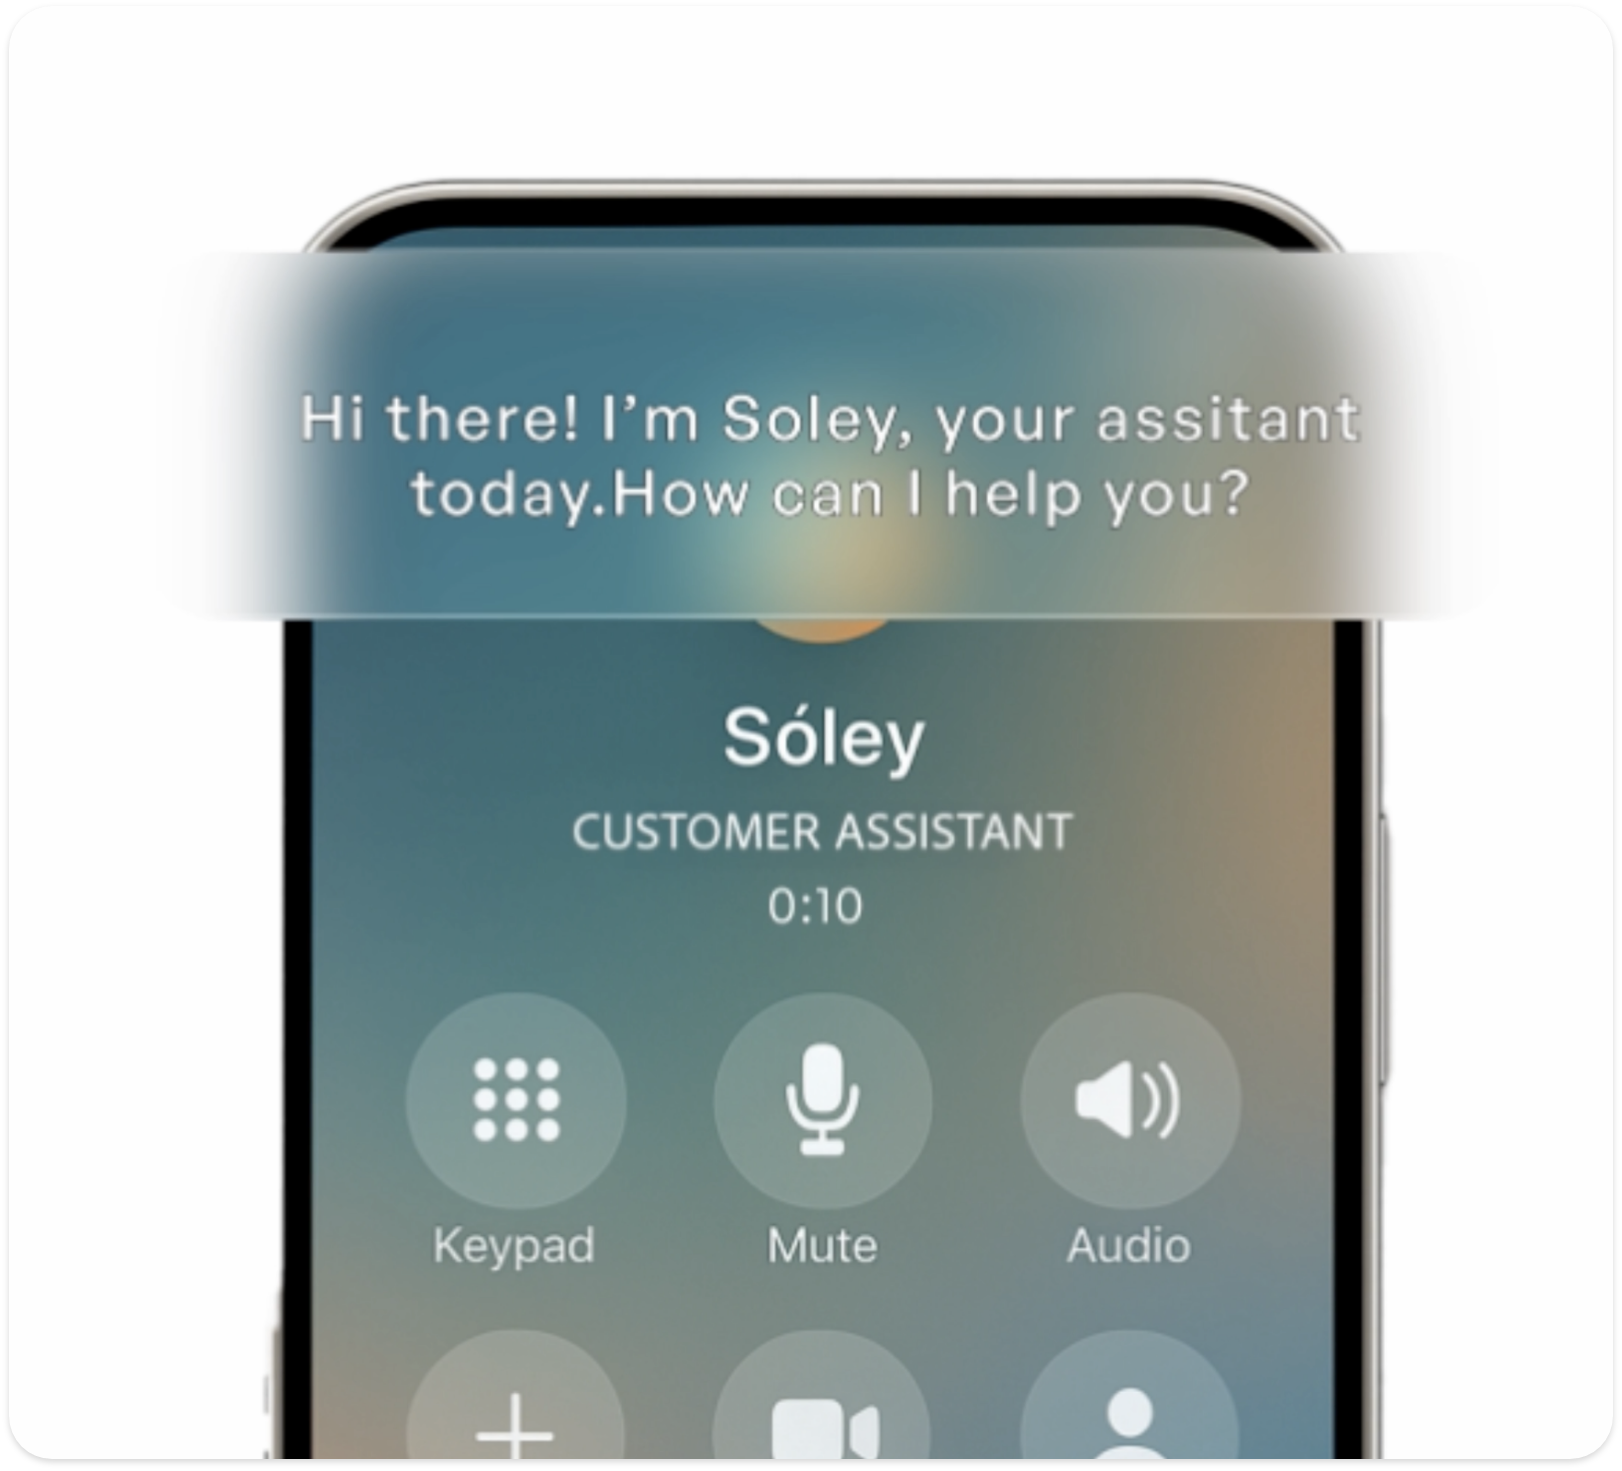 Hi there! I’m Soley, your assitant
today.How can I help you?
Sóley
CUSTOMER ASSISTANT
0:10
Keypad
Mute
Audio